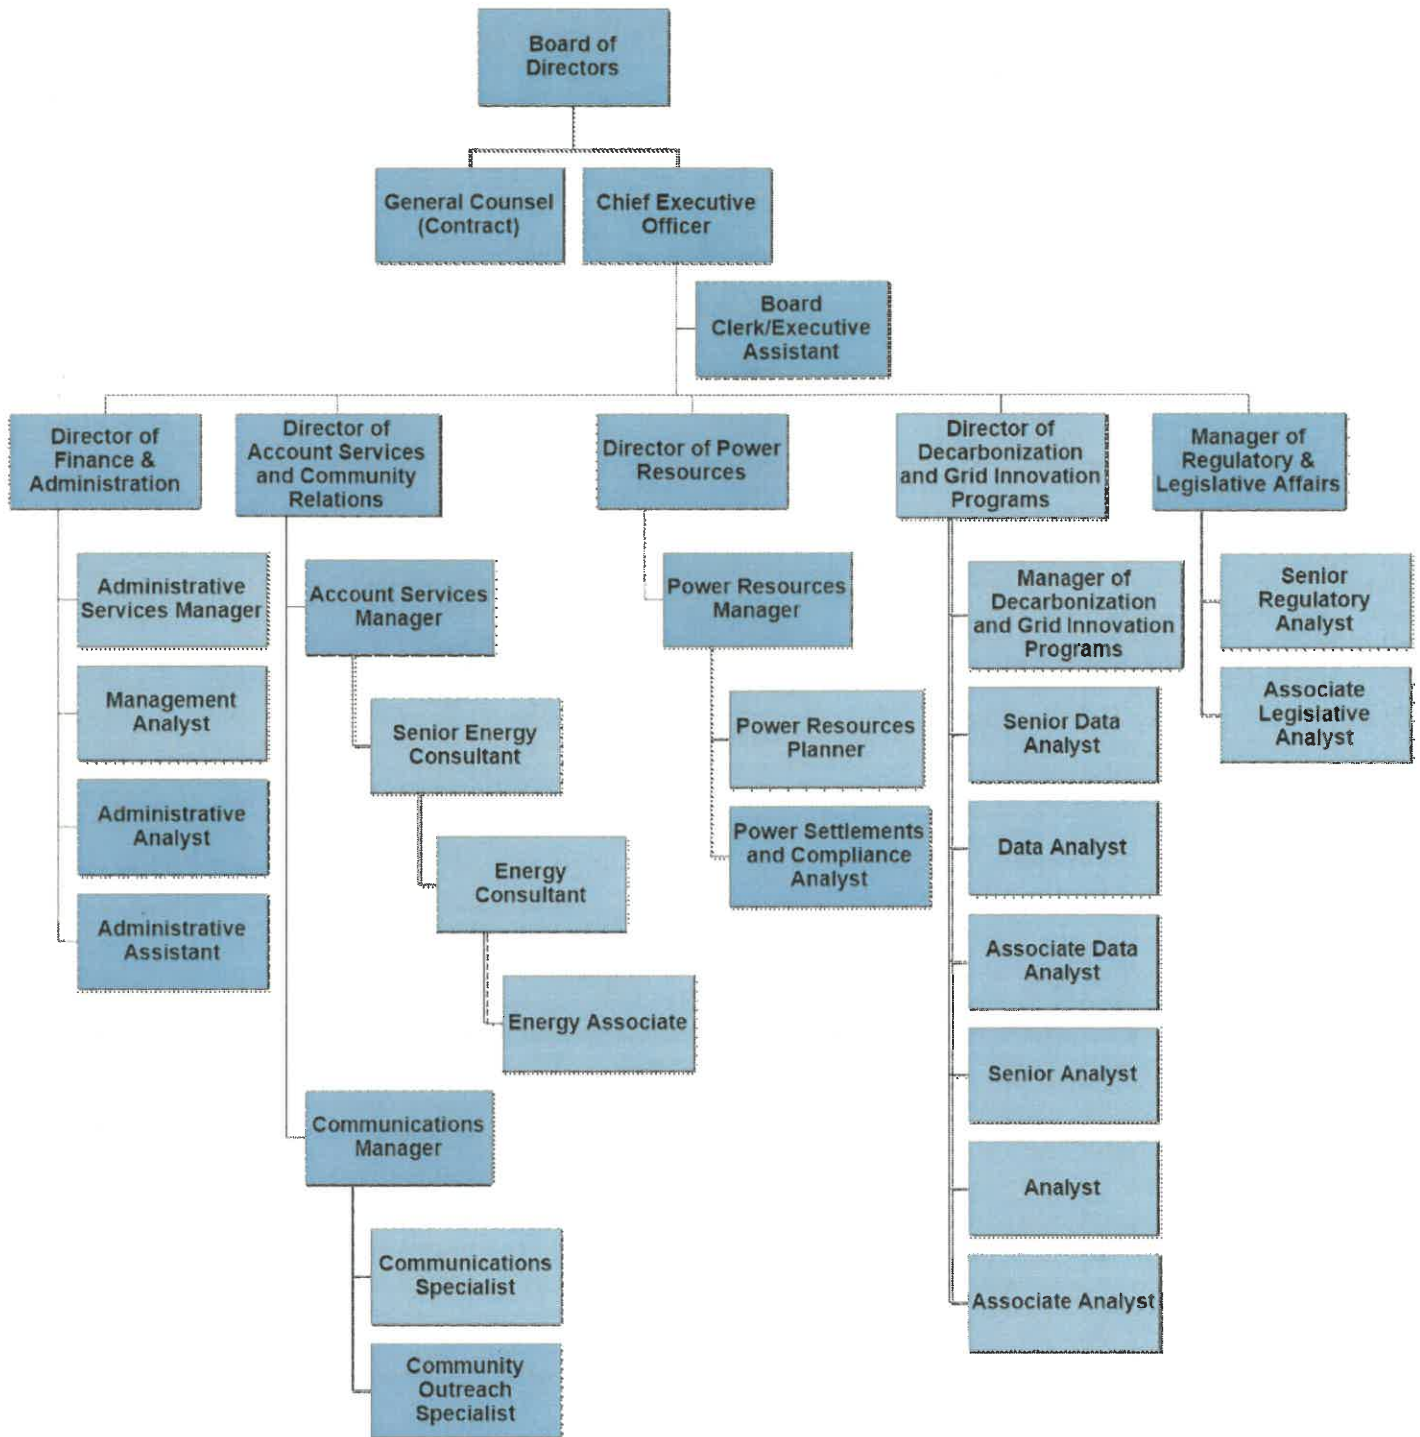 Board of
Directors
General Counsel
(Contract)
Chief Executive
Officer
Board
Clerk/Executive
Assistant
Director of
Finance &
Administration
Director of
Account Services
and Community
Relations
Director of Power
Resources
Director of
Decarbonization
and Grid Innovation
Programs
Manager of
Regulatory &
Legislative Affairs
Administrative
Services Manager
Management
Analyst
Administrative
Analyst
Administrative
Assistant
Account Services
Manager
Senior Energy
Consultant
Energy
Consultant
Energy Associate
Communications
Manager
Communications
Specialist
Community
Outreach
Specialist
Power Resources
Manager
Power Resources
Planner
Power Settlements
and Compliance
Analyst
Manager of
Decarbonization
and Grid Innovation
Programs
Senior Data
Analyst
Data Analyst
Associate Data
Analyst
Senior Analyst
Analyst
Associate Analyst
Senior
Regulatory
Analyst
Associate
Legislative
Analyst